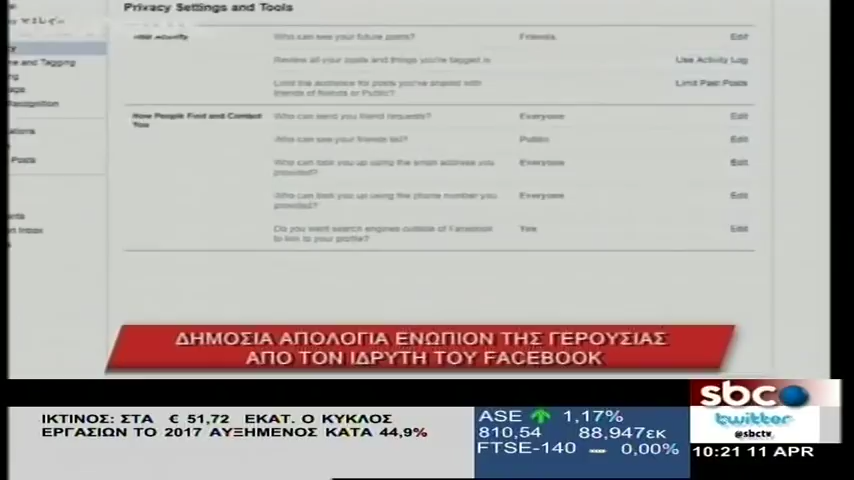 Privacy Settings and Tools
Your Activity
Who can see your future posts?
Friends
Edit
Review all your posts and things you're tagged in
Use Activity Log
Limit the audience for posts you've shared with
friends of friends or Public?
Limit Past Posts
How People Find and Contact
You
Who can send you friend requests?
Everyone
Edit
Who can see your friends list?
Public
Edit
Who can look you up using the email address you
provided?
Everyone
Edit
Who can look you up using the phone number you
provided?
Everyone
Edit
Do you want search engines outside of Facebook
to link to your profile?
Yes
Edit
and Tagging
Recognition
Posts
Inbox
ΔΗΜΟΣΙΑ ΑΠΟΛΟΓΙΑ ΕΝΩΠΙΟΝ ΤΗΣ ΓΕΡΟΥΣΙΑΣ
ΑΠΟ ΤΟΝ ΙΔΡΥΤΗ ΤΟΥ FACEBOOK
ΙΚΤΙΝΟΣ: ΣΤΑ € 51,72 ΕΚΑΤ. Ο ΚΥΚΛΟΣ
ΕΡΓΑΣΙΩΝ ΤΟ 2017 ΑΥΞΗΜΕΝΟΣ ΚΑΤΑ 44,9%
ASE 1,17%
810,54 88,947εκ
FTSE-140 0,00%
sbc
twitter
@sbctv
10:21 11 APR